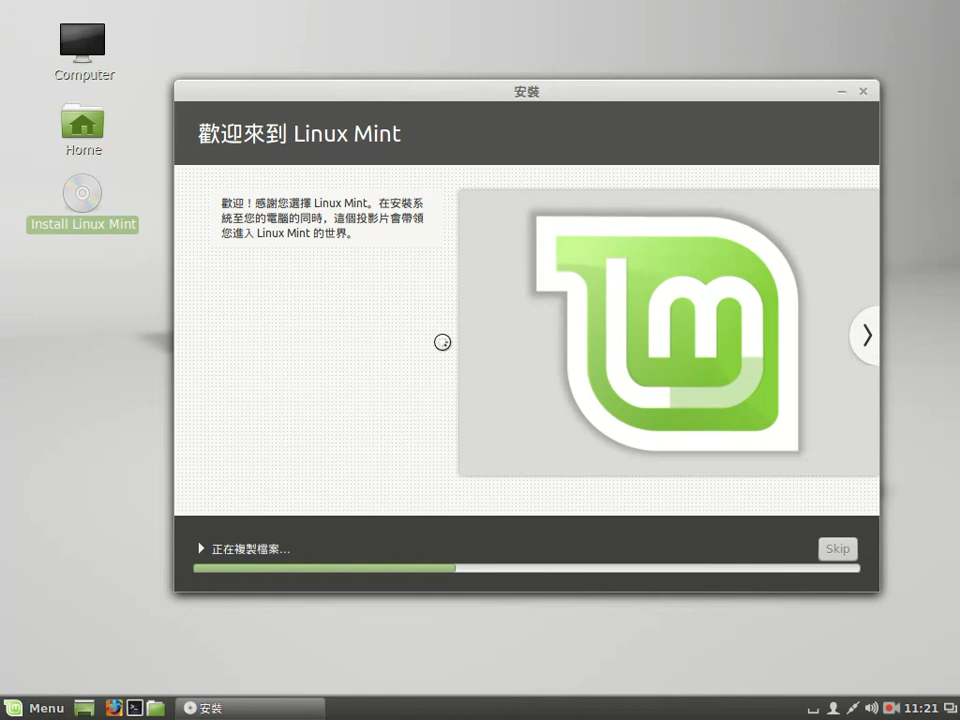 Computer
Home
Install Linux Mint
安裝
歡迎來到 Linux Mint
歡迎！感謝您選擇 Linux Mint。在安裝系
統至您的電腦的同時，這個投影片會帶領
您進入 Linux Mint 的世界。
正在複製檔案...
Skip
Menu
安裝
11:21